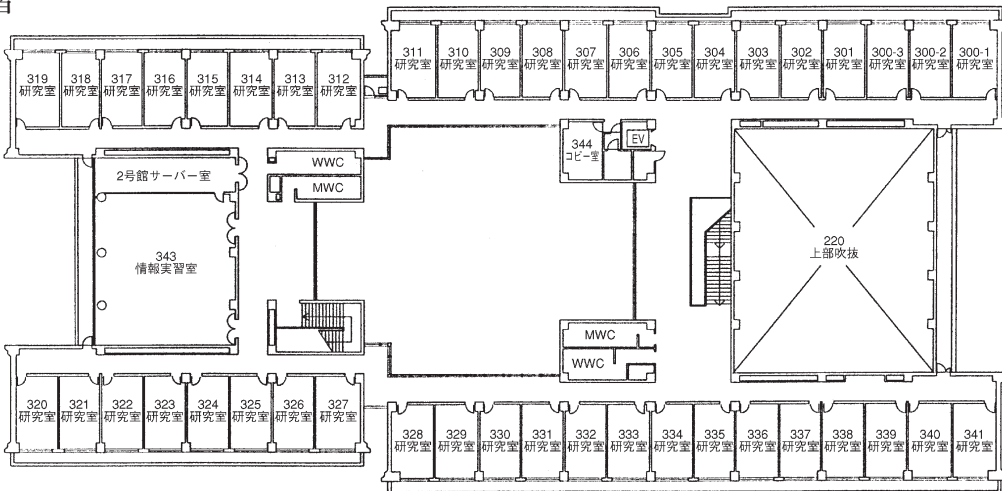 311 研究室
310 研究室
309 研究室
308 研究室
307 研究室
306 研究室
305 研究室
304 研究室
303 研究室
302 研究室
301 研究室
300-3 研究室
300-2 研究室
300-1 研究室
319 研究室
318 研究室
317 研究室
316 研究室
315 研究室
314 研究室
313 研究室
312 研究室
344
コピー室
EV
WWC
MWC
2号館サーバー室
343
情報実習室
220
上部吹抜
MWC
WWC
320 研究室
321 研究室
322 研究室
323 研究室
324 研究室
325 研究室
326 研究室
327 研究室
328 研究室
329 研究室
330 研究室
331 研究室
332 研究室
333 研究室
334 研究室
335 研究室
336 研究室
337 研究室
338 研究室
339 研究室
340 研究室
341 研究室